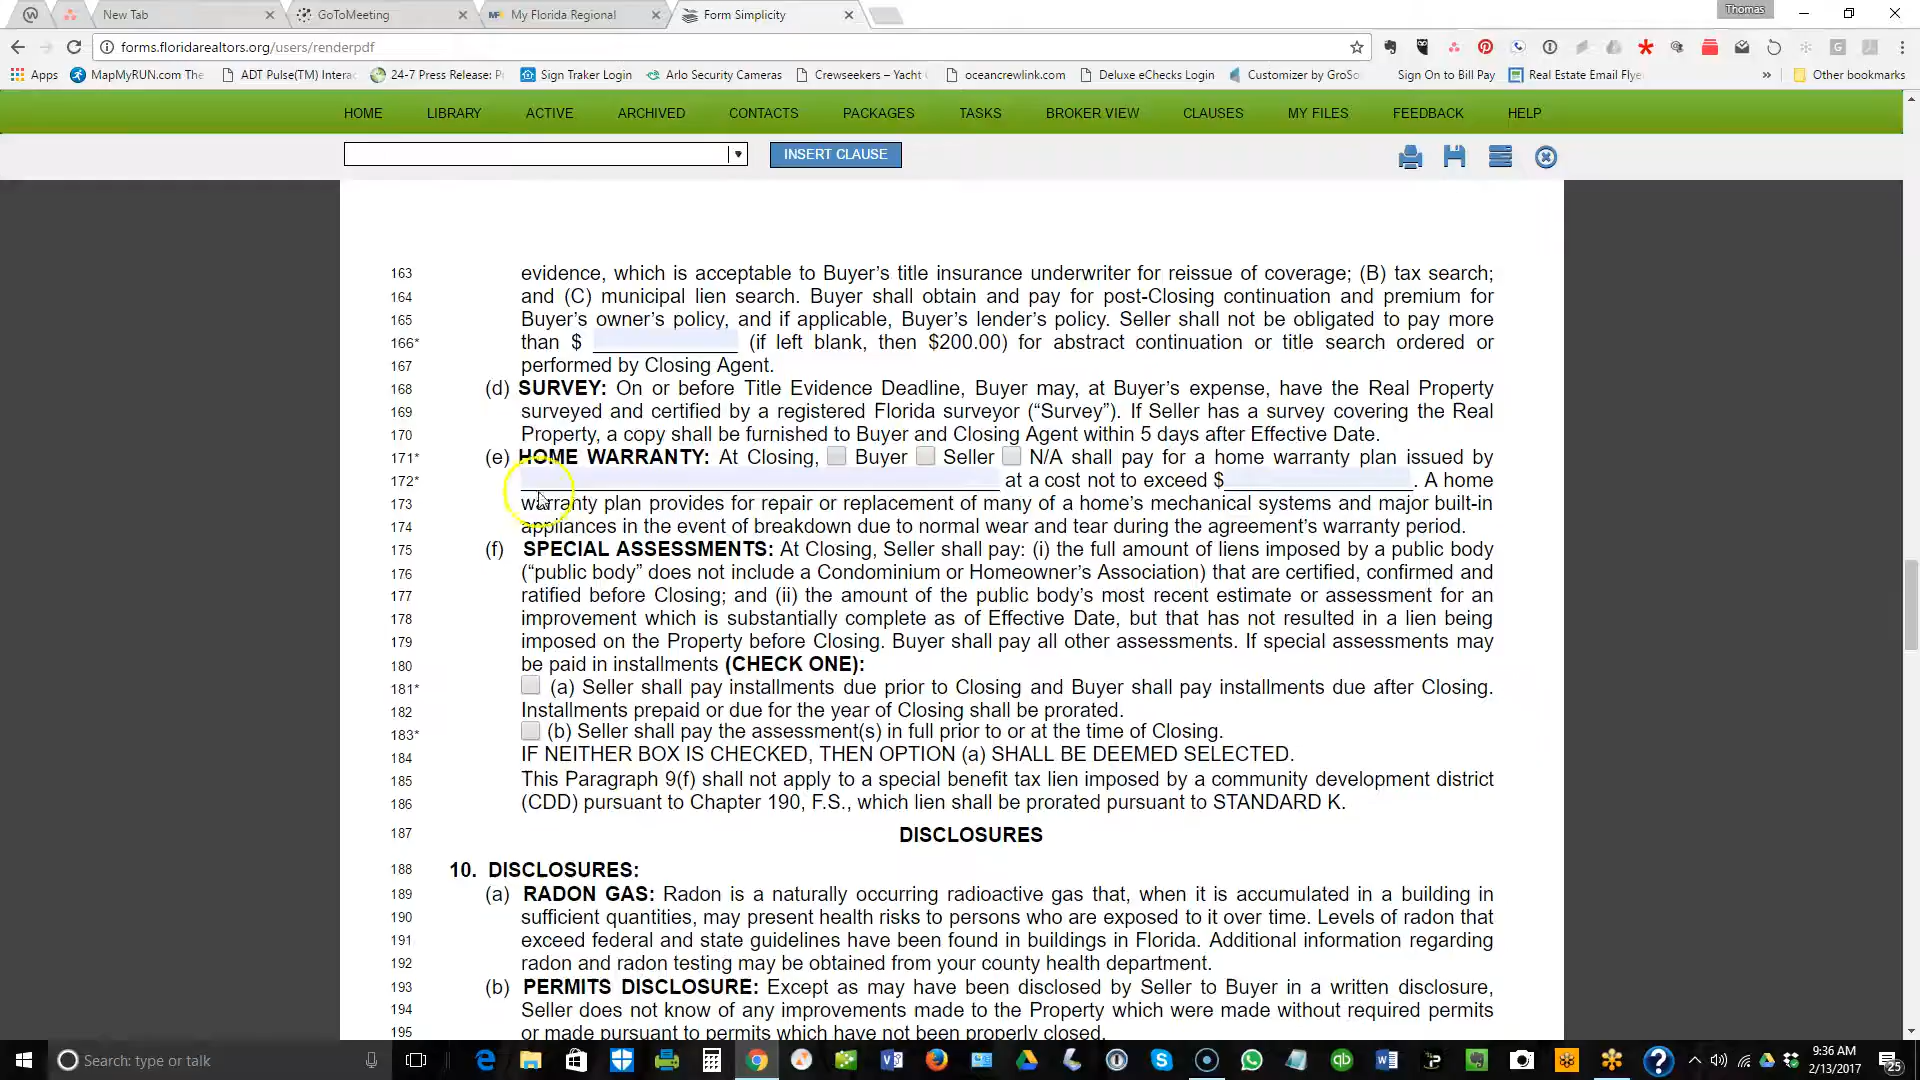 New Tab
GoToMeeting
My Florida Regional
Form Simplicity
Thomas
forms.floridarealtors.org/users/renderpdf
Apps
MapMyRUN.com The
ADT Pulse(TM) Intera
24-7 Press Release:
Sign Traker Login
Arlo Security Cameras
Crewseekers – Yacht
oceancrewlink.com
Deluxe eChecks Login
Customizer by GroSo
Sign On to Bill Pay
Real Estate Email Flye
»
Other bookmarks
HOME LIBRARY ACTIVE ARCHIVED CONTACTS PACKAGES TASKS BROKER VIEW CLAUSES MY FILES FEEDBACK HELP
INSERT CLAUSE
163 evidence, which is acceptable to Buyer's title insurance underwriter for reissue of coverage; (B) tax search;
164 and (C) municipal lien search. Buyer shall obtain and pay for post-Closing continuation and premium for
165 Buyer's owner's policy, and if applicable, Buyer's lender's policy. Seller shall not be obligated to pay more
166* than $ (if left blank, then $200.00) for abstract continuation or title search ordered or
167 performed by Closing Agent.
168 (d) SURVEY: On or before Title Evidence Deadline, Buyer may, at Buyer's expense, have the Real Property
169 surveyed and certified by a registered Florida surveyor (“Survey”). If Seller has a survey covering the Real
170 Property, a copy shall be furnished to Buyer and Closing Agent within 5 days after Effective Date.
171* (e) HOME WARRANTY: At Closing, Buyer Seller N/A shall pay for a home warranty plan issued by
172* at a cost not to exceed $ . A home
173 warranty plan provides for repair or replacement of many of a home's mechanical systems and major built-in
174 appliances in the event of breakdown due to normal wear and tear during the agreement's warranty period.
175 (f) SPECIAL ASSESSMENTS: At Closing, Seller shall pay: (i) the full amount of liens imposed by a public body
176 (“public body” does not include a Condominium or Homeowner's Association) that are certified, confirmed and
177 ratified before Closing; and (ii) the amount of the public body's most recent estimate or assessment for an
178 improvement which is substantially complete as of Effective Date, but that has not resulted in a lien being
179 imposed on the Property before Closing. Buyer shall pay all other assessments. If special assessments may
180 be paid in installments (CHECK ONE):
181* (a) Seller shall pay installments due prior to Closing and Buyer shall pay installments due after Closing.
182 Installments prepaid or due for the year of Closing shall be prorated.
183* (b) Seller shall pay the assessment(s) in full prior to or at the time of Closing.
184 IF NEITHER BOX IS CHECKED, THEN OPTION (a) SHALL BE DEEMED SELECTED.
185 This Paragraph 9(f) shall not apply to a special benefit tax lien imposed by a community development district
186 (CDD) pursuant to Chapter 190, F.S., which lien shall be prorated pursuant to STANDARD K.
187 DISCLOSURES
188 10. DISCLOSURES:
189 (a) RADON GAS: Radon is a naturally occurring radioactive gas that, when it is accumulated in a building in
190 sufficient quantities, may present health risks to persons who are exposed to it over time. Levels of radon that
191 exceed federal and state guidelines have been found in buildings in Florida. Additional information regarding
192 radon and radon testing may be obtained from your county health department.
193 (b) PERMITS DISCLOSURE: Except as may have been disclosed by Seller to Buyer in a written disclosure,
194 Seller does not know of any improvements made to the Property which were made without required permits
195 or made pursuant to permits which have not been properly closed.
Search: type or talk
9:36 AM
2/13/2017
25